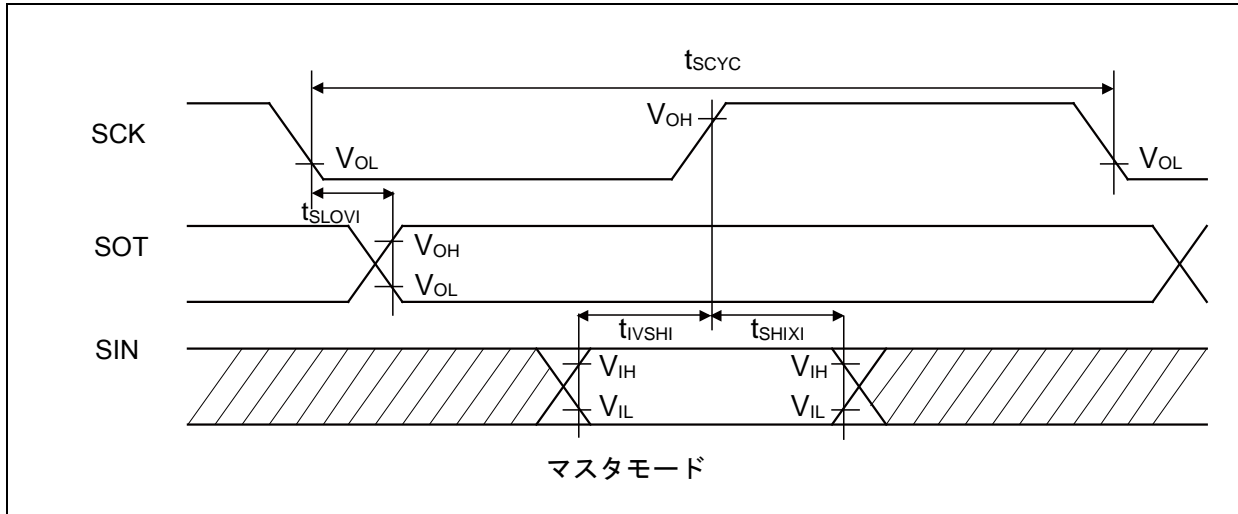 tSCYC
SCK
VOH
VOL
VOL
tSLOVI
SOT
VOH
VOL
tIVSHI
tSHIXI
SIN
VIH
VIH
VIL
VIL
マスタモード